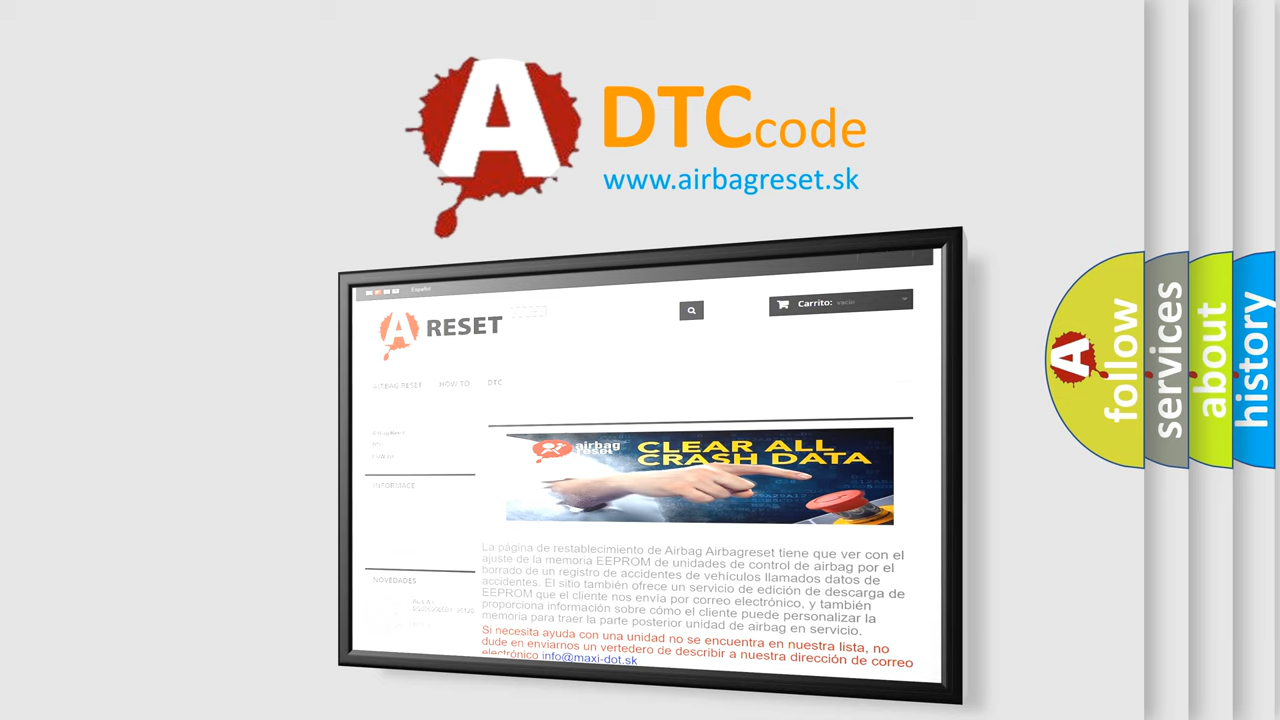 A DTCcode
www.airbagreset.sk
Español
Carrito: vacío
A RESET
AIRBAG RESET HOW TO DTC
airbag
reset
CLEAR ALL
CRASH DATA
INFORMACE
La página de restablecimiento de Airbag Airbagreset tiene que ver con el
ajuste de la memoria EEPROM de unidades de control de airbag por el
borrado de un registro de accidentes de vehículos llamados datos de
accidentes. El sitio también ofrece un servicio de edición de descarga de
EEPROM que el cliente nos envía por correo electrónico, y también
proporciona información sobre cómo el cliente puede personalizar la
memoria para traer la parte posterior unidad de airbag en servicio.
NOVEDADES
Si necesita ayuda con una unidad no se encuentra en nuestra lista, no
dude en enviarnos un vertedero de describir a nuestra dirección de correo
electrónico info@maxi-dot.sk
A
follow
services
about
history